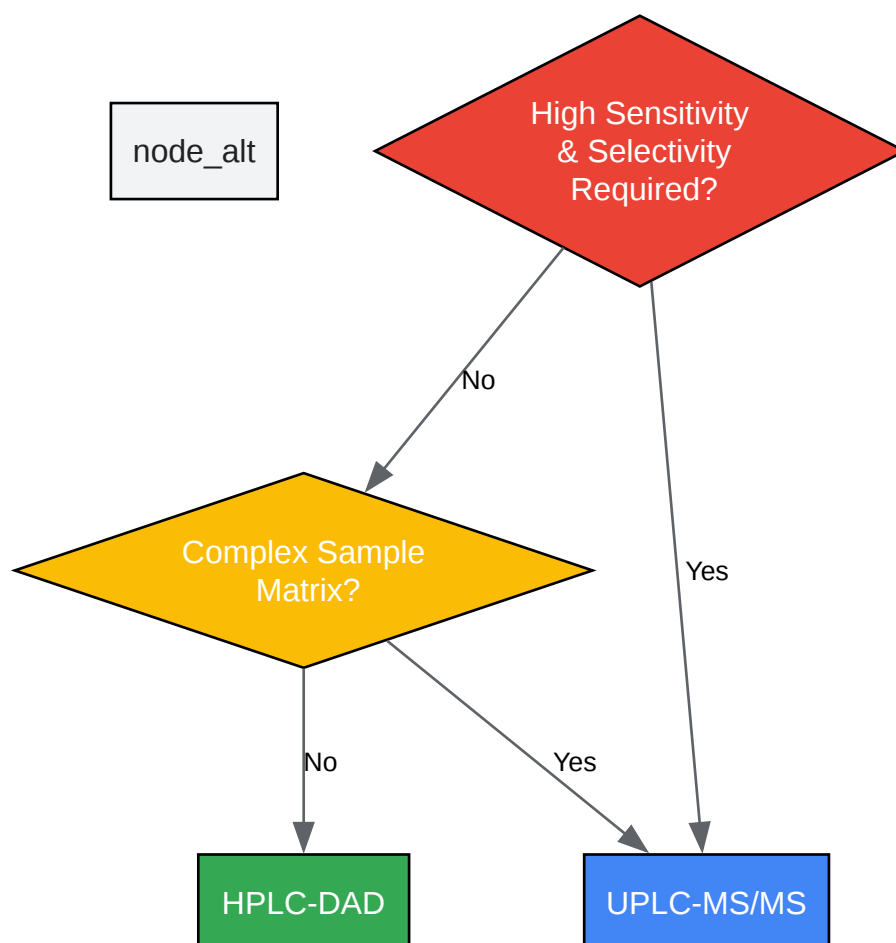 node_alt
High Sensitivity
& Selectivity
Required?
No
Complex Sample
Matrix?
Yes
No
Yes
HPLC-DAD
UPLC-MS/MS